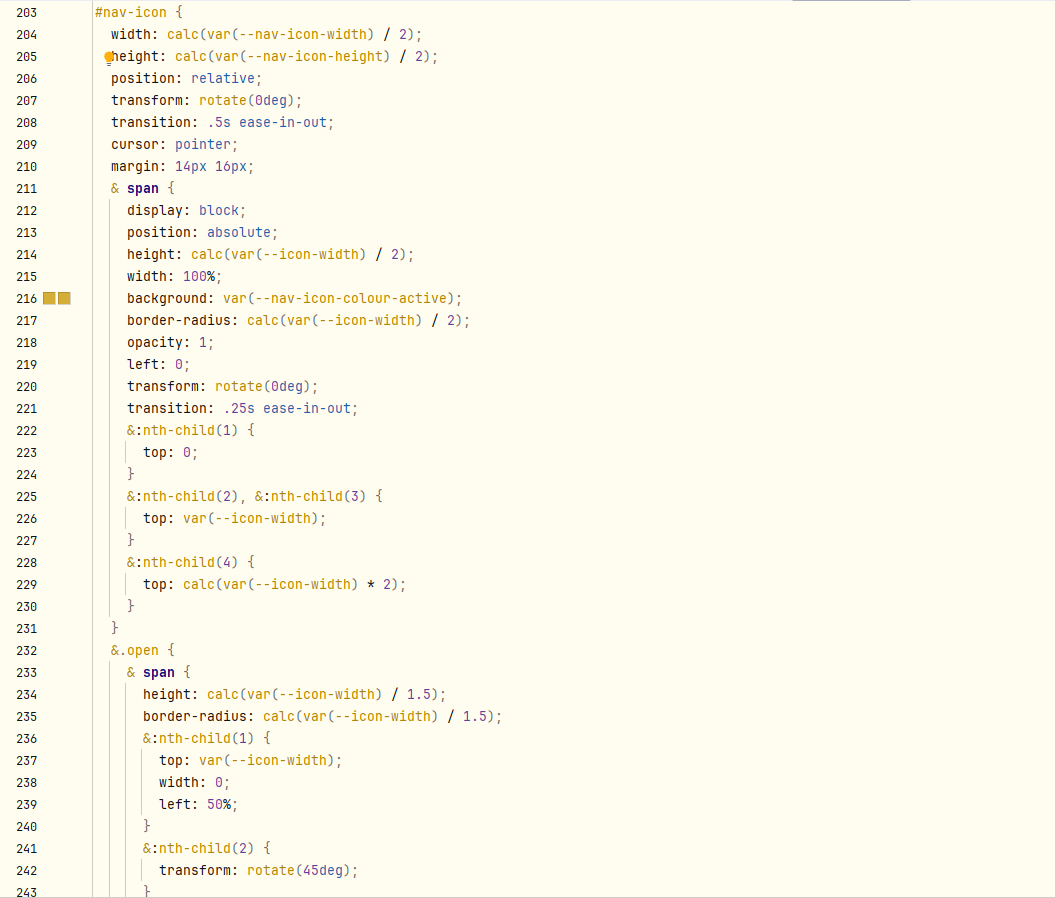 203 #nav-icon {
204   width: calc(var(--nav-icon-width) / 2);
205   height: calc(var(--nav-icon-height) / 2);
206   position: relative;
207   transform: rotate(0deg);
208   transition: .5s ease-in-out;
209   cursor: pointer;
210   margin: 14px 16px;
211   & span {
212     display: block;
213     position: absolute;
214     height: calc(var(--icon-width) / 2);
215     width: 100%;
216     background: var(--nav-icon-colour-active);
217     border-radius: calc(var(--icon-width) / 2);
218     opacity: 1;
219     left: 0;
220     transform: rotate(0deg);
221     transition: .25s ease-in-out;
222     &:nth-child(1) {
223       top: 0;
224     }
225     &:nth-child(2), &:nth-child(3) {
226       top: var(--icon-width);
227     }
228     &:nth-child(4) {
229       top: calc(var(--icon-width) * 2);
230     }
231   }
232   &.open {
233     & span {
234       height: calc(var(--icon-width) / 1.5);
235       border-radius: calc(var(--icon-width) / 1.5);
236       &:nth-child(1) {
237         top: var(--icon-width);
238         width: 0;
239         left: 50%;
240       }
241       &:nth-child(2) {
242         transform: rotate(45deg);
243       }